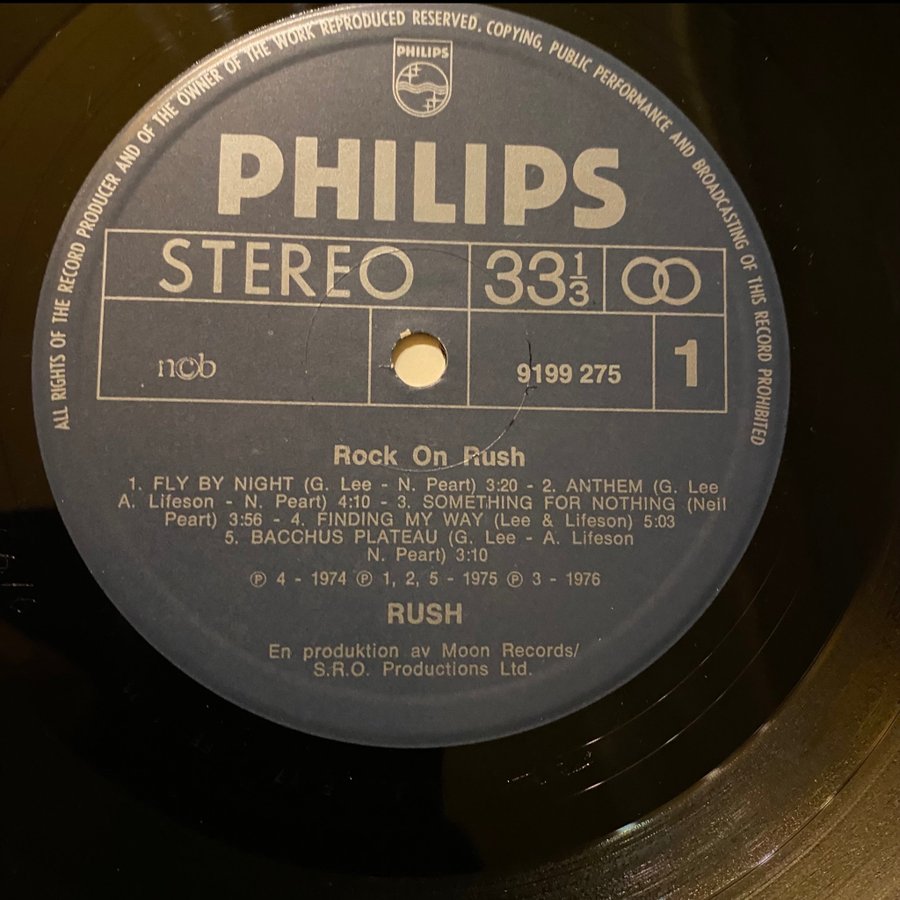 ALL RIGHTS OF THE RECORD PRODUCER AND OF THE OWNER OF THE WORK REPRODUCED RESERVED. COPYING, PUBLIC PERFORMANCE AND BROADCASTING OF THIS RECORD PROHIBITED
PHILIPS
PHILIPS
STEREO 33 1/3
ncb 9199 275 1
Rock On Rush
1. FLY BY NIGHT (G. Lee - N. Peart) 3:20 - 2. ANTHEM (G. Lee
A. Lifeson - N. Peart) 4:10 - 3. SOMETHING FOR NOTHING (Neil
Peart) 3:56 - 4. FINDING MY WAY (Lee & Lifeson) 5:03
5. BACCHUS PLATEAU (G. Lee - A. Lifeson
N. Peart) 3:10
Ⓟ 4 - 1974 Ⓟ 1, 2, 5 - 1975 Ⓟ 3 - 1976
RUSH
En produktion av Moon Records/
S.R.O. Productions Ltd.